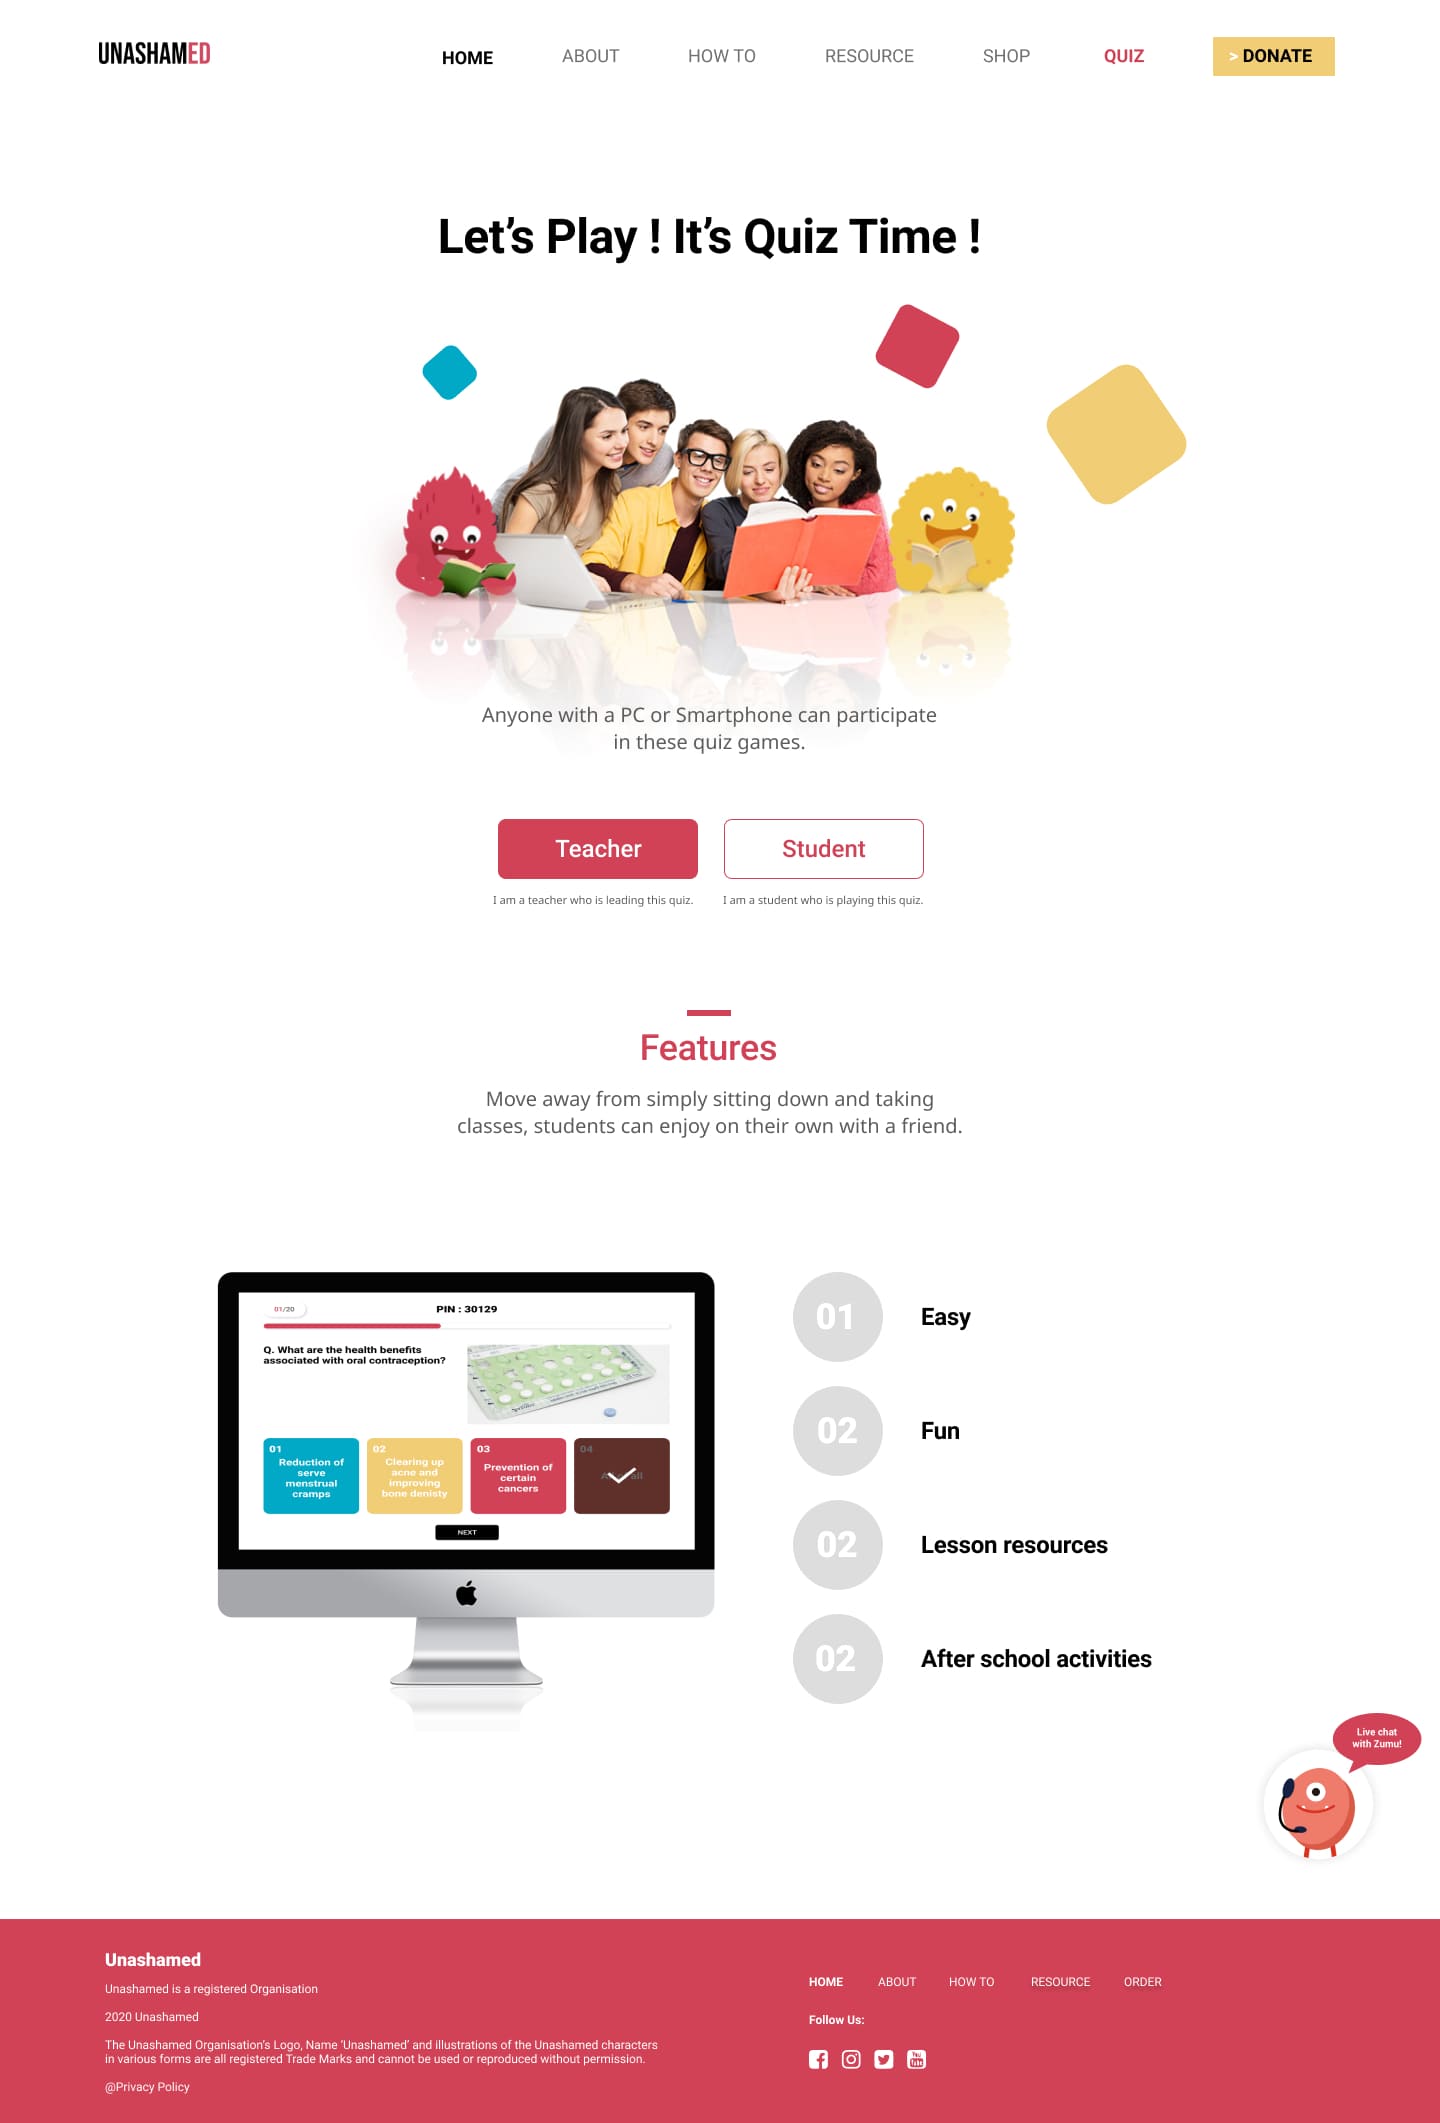 UNASHAMED
HOME
ABOUT
HOW TO
RESOURCE
SHOP
QUIZ
> DONATE
Let’s Play ! It’s Quiz Time !
Anyone with a PC or Smartphone can participate
in these quiz games.
Teacher
Student
I am a teacher who is leading this quiz.
I am a student who is playing this quiz.
Features
Move away from simply sitting down and taking
classes, students can enjoy on their own with a friend.
01/20
PIN : 30129
Q. What are the health benefits
associated with oral contraception?
01
Reduction of
serve
menstrual
cramps
02
Clearing up
acne and
improving
bone denisty
03
Prevention of
certain
cancers
04
all
NEXT
01
Easy
02
Fun
02
Lesson resources
02
After school activities
Live chat
with Zumu!
Unashamed
Unashamed is a registered Organisation
2020 Unashamed
The Unashamed Organisation’s Logo, Name ‘Unashamed’ and illustrations of the Unashamed characters
in various forms are all registered Trade Marks and cannot be used or reproduced without permission.
@Privacy Policy
HOME
ABOUT
HOW TO
RESOURCE
ORDER
Follow Us: